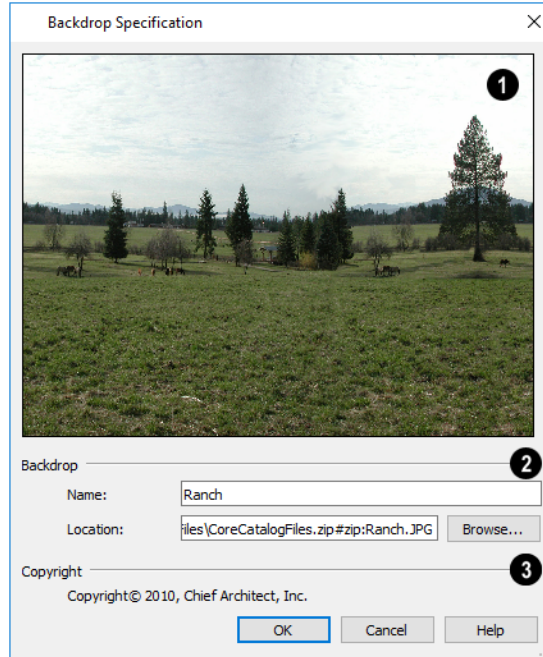 Backdrop Specification
1
Backdrop
2
Name: Ranch
Location: \CoreCatalogFiles.zip#zip:Ranch.JPG Browse...
Copyright
3
Copyright© 2010, Chief Architect, Inc.
OK Cancel Help